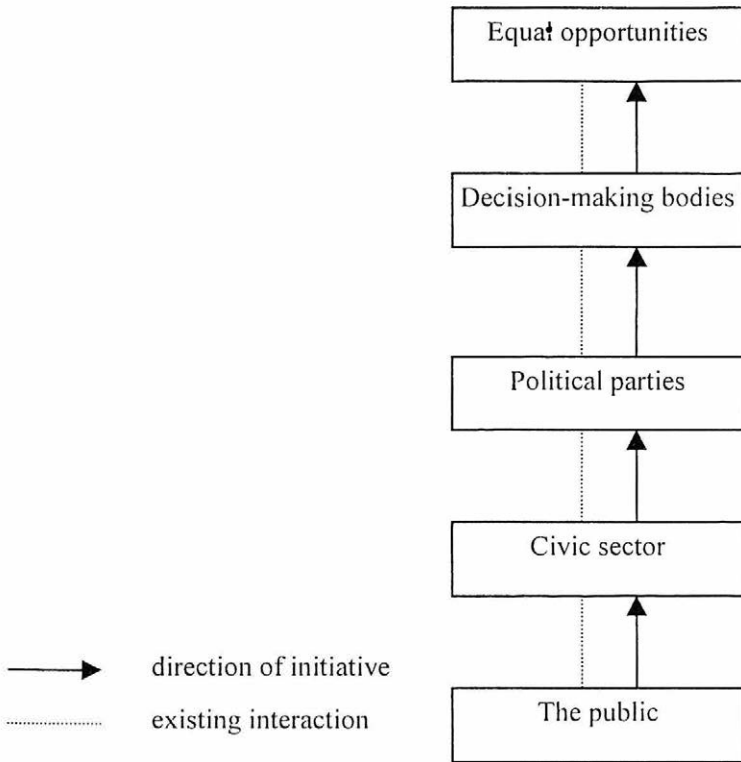 Equal opportunities
Decision-making bodies
Political parties
Civic sector
The public
direction of initiative
existing interaction